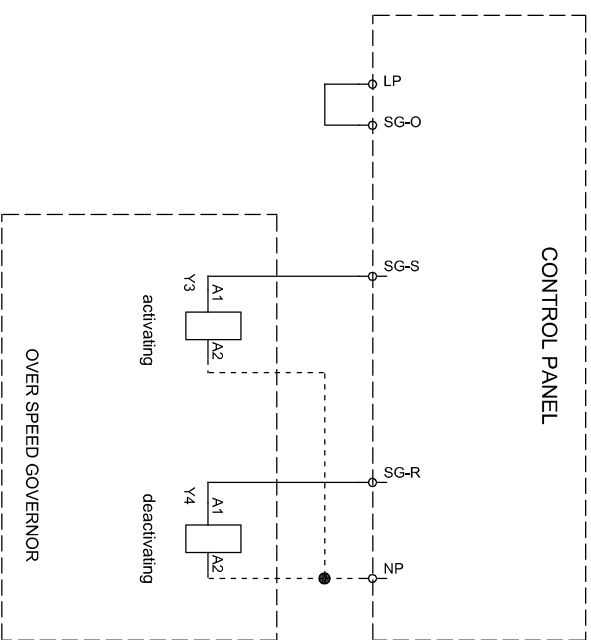 LP
SG-O
SG-S
CONTROL PANEL
Y3
A1
A2
activating
OVER SPEED GOVERNOR
SG-R
Y4
A1
A2
deactivating
NP